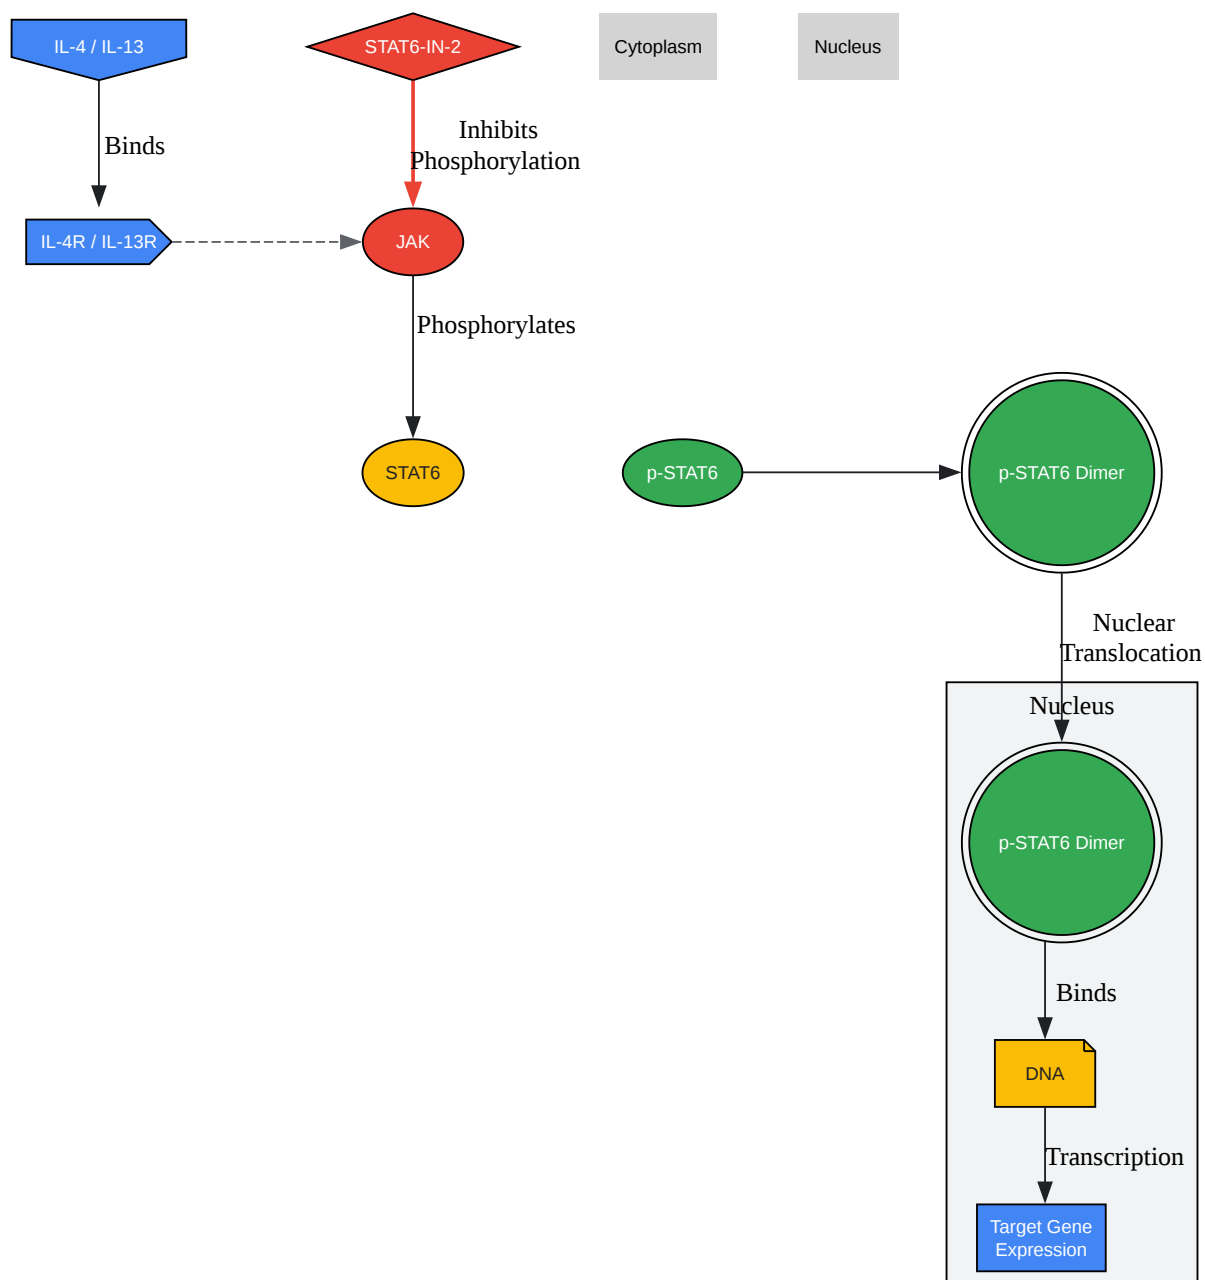 IL-4 / IL-13
STAT6-IN-2
Cytoplasm
Nucleus
Binds
Inhibits
Phosphorylation
IL-4R / IL-13R
JAK
Phosphorylates
STAT6
p-STAT6
p-STAT6 Dimer
Nuclear
Translocation
Nucleus
p-STAT6 Dimer
Binds
DNA
Transcription
Target Gene
Expression